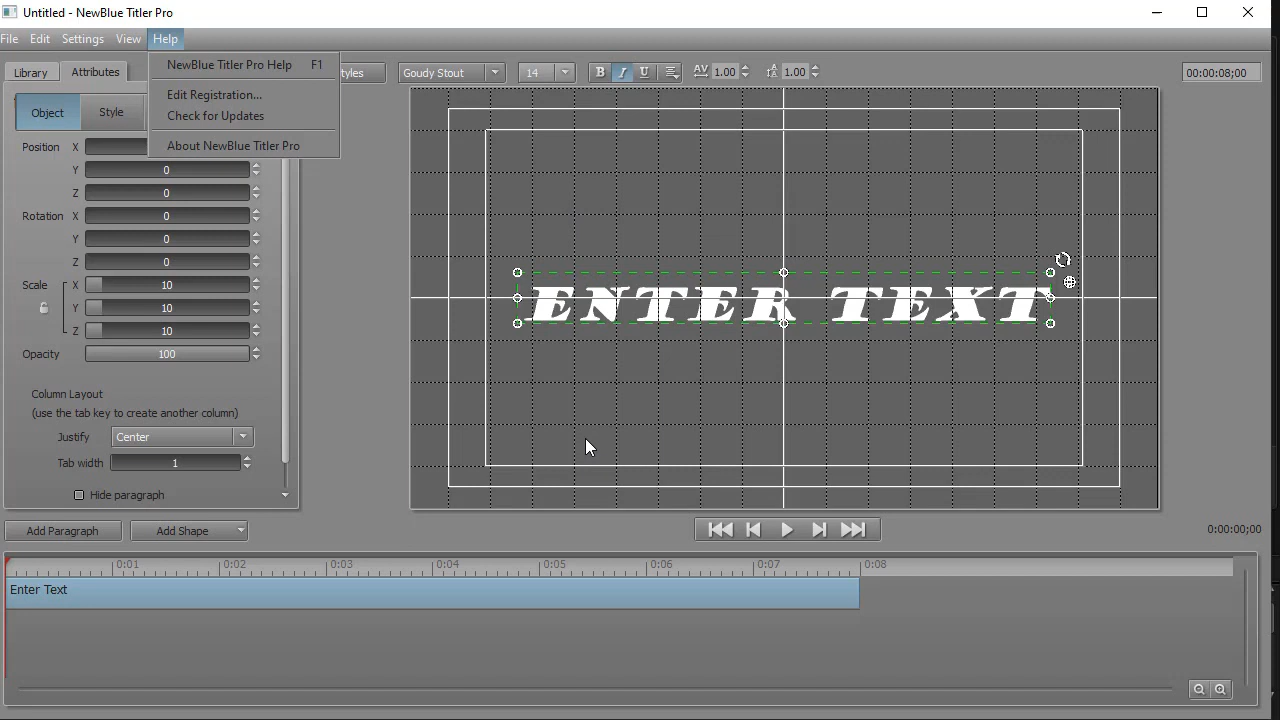 Untitled - NewBlue Titler Pro
File Edit Settings View Help
Library Attributes
NewBlue Titler Pro Help F1
Edit Registration...
Check for Updates
About NewBlue Titler Pro
Goudy Stout 14 B I U AV 1.00 1.00
00:00:08;00
Object Style
Position X
Y 0
Z 0
Rotation X 0
Y 0
Z 0
Scale X 10
Y 10
Z 10
Opacity 100
Column Layout
(use the tab key to create another column)
Justify Center
Tab width 1
Hide paragraph
ENTER TEXT
Add Paragraph Add Shape
0:00:00;00
0:01 0:02 0:03 0:04 0:05 0:06 0:07 0:08
Enter Text